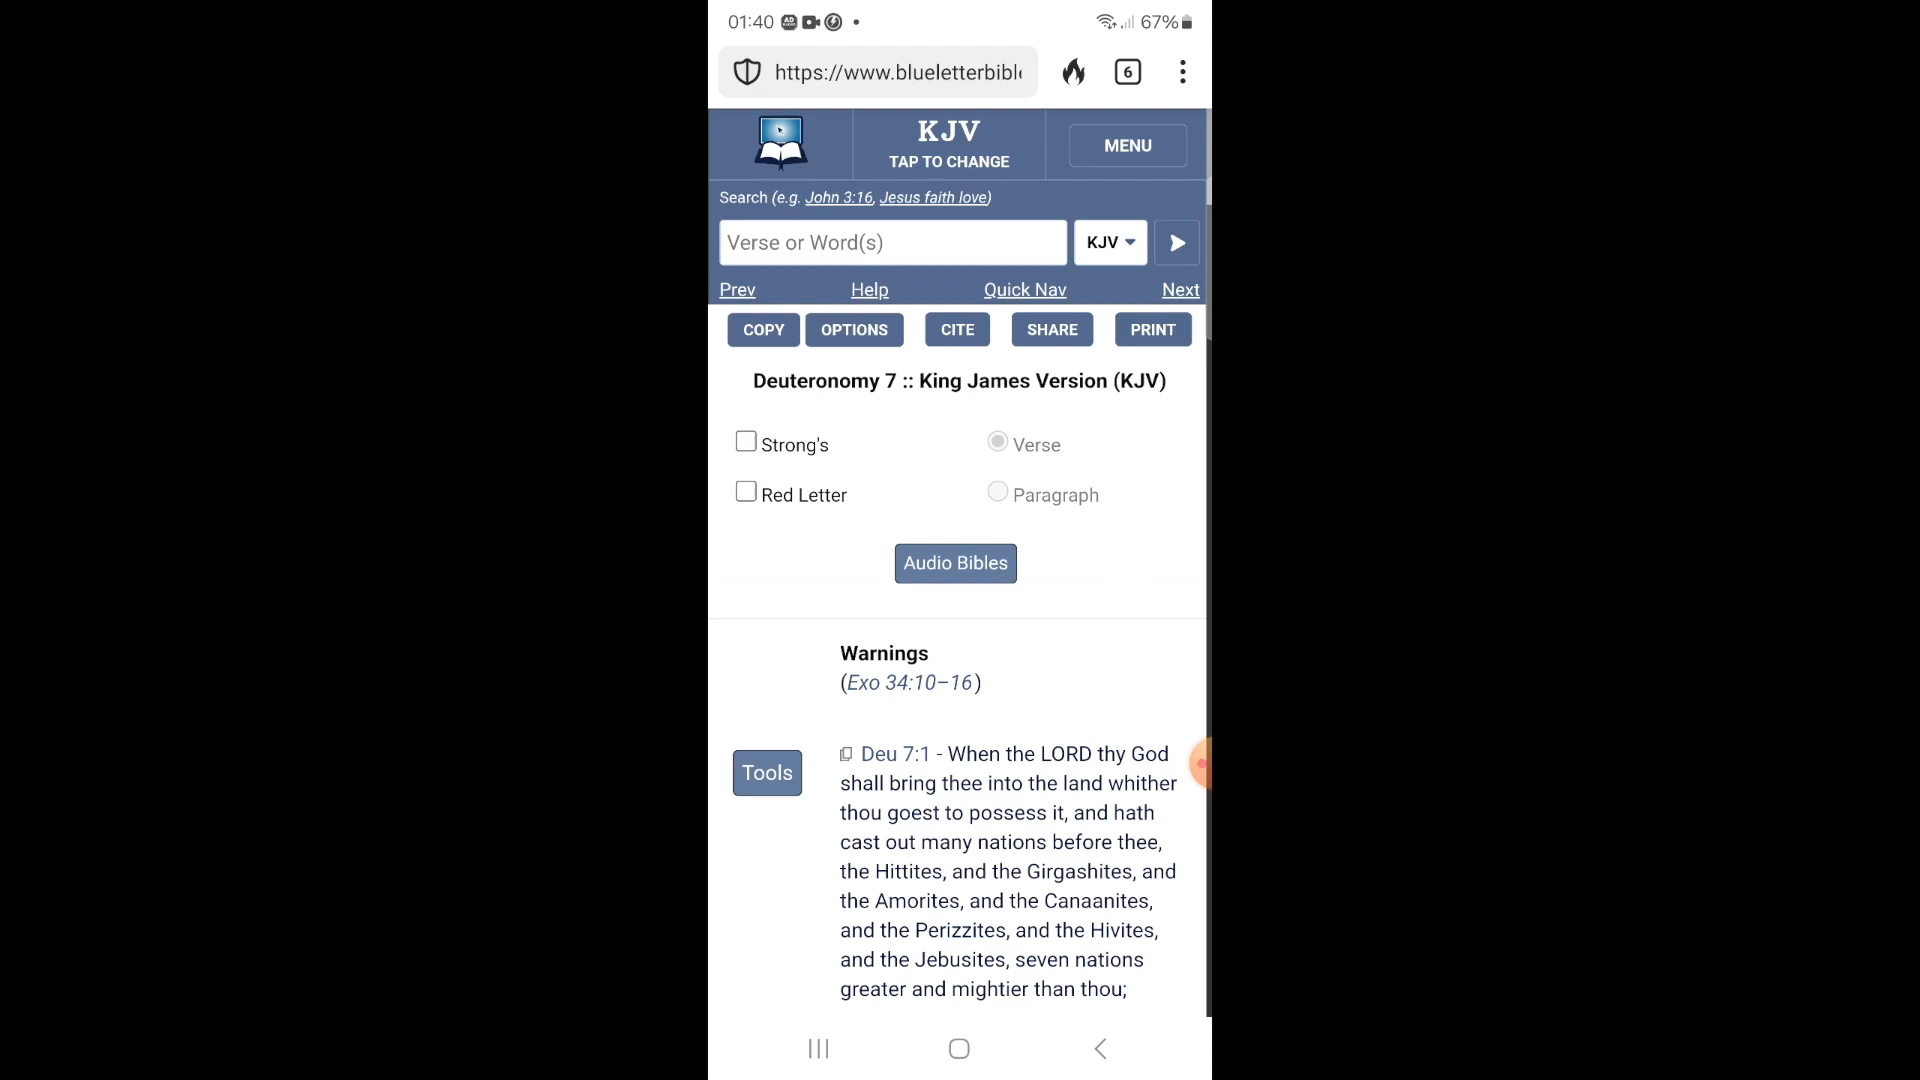 01:40 67%
https://www.blueletterbible
6
KJV
TAP TO CHANGE
MENU
Search (e.g. John 3:16, Jesus faith love)
Verse or Word(s) KJV
Prev Help Quick Nav Next
COPY OPTIONS CITE SHARE PRINT
Deuteronomy 7 :: King James Version (KJV)
Strong's Verse
Red Letter Paragraph
Audio Bibles
Warnings
(Exo 34:10–16)
Tools
Deu 7:1 - When the LORD thy God
shall bring thee into the land whither
thou goest to possess it, and hath
cast out many nations before thee,
the Hittites, and the Girgashites, and
the Amorites, and the Canaanites,
and the Perizzites, and the Hivites,
and the Jebusites, seven nations
greater and mightier than thou;